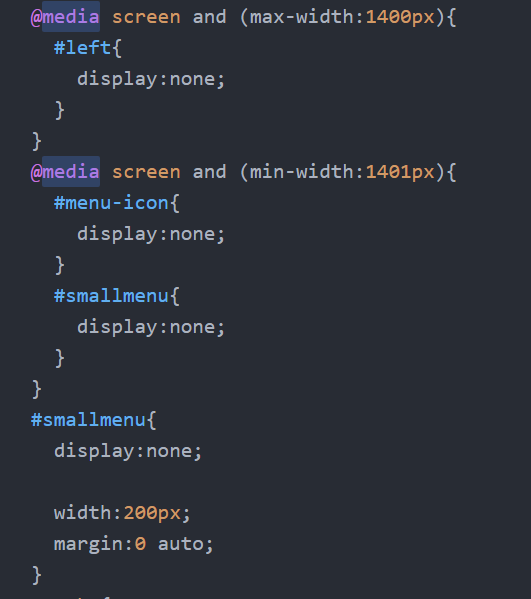 @media screen and (max-width:1400px){
  #left{
    display:none;
  }
}
@media screen and (min-width:1401px){
  #menu-icon{
    display:none;
  }
  #smallmenu{
    display:none;
  }
}
#smallmenu{
  display:none;

  width:200px;
  margin:0 auto;
}